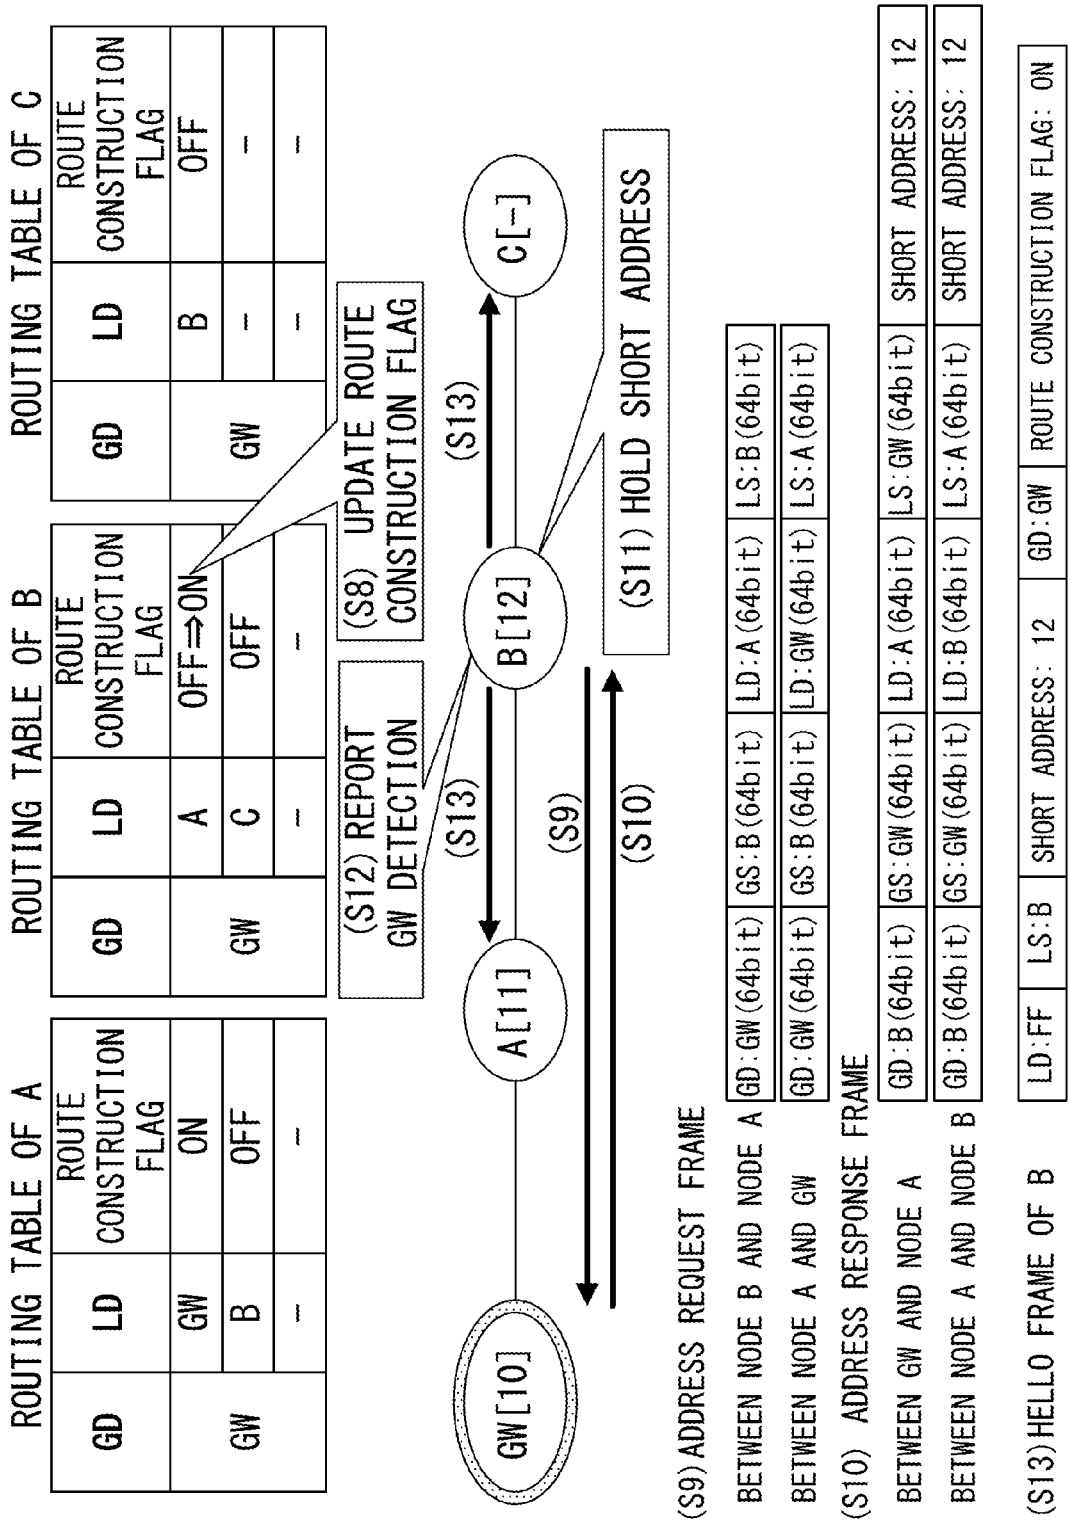 ROUTING TABLE OF A
GD LD ROUTE CONSTRUCTION FLAG
GW GW ON
B OFF
– –
ROUTING TABLE OF B
GD LD ROUTE CONSTRUCTION FLAG
GW A OFF⇒ON
C OFF
– –
ROUTING TABLE OF C
GD LD ROUTE CONSTRUCTION FLAG
GW B OFF
– –
– –
(S12) REPORT
GW DETECTION
(S8) UPDATE ROUTE
CONSTRUCTION FLAG
(S13)
(S13)
GW[10]
A[11]
B[12]
C[–]
(S9)
(S10)
(S11) HOLD SHORT ADDRESS
(S9) ADDRESS REQUEST FRAME
BETWEEN NODE B AND NODE A GD:GW(64bit) GS:B(64bit) LD:A(64bit) LS:B(64bit)
BETWEEN NODE A AND GW GD:GW(64bit) GS:B(64bit) LD:GW(64bit) LS:A(64bit)
(S10) ADDRESS RESPONSE FRAME
BETWEEN GW AND NODE A GD:B(64bit) GS:GW(64bit) LD:A(64bit) LS:GW(64bit) SHORT ADDRESS: 12
BETWEEN NODE A AND NODE B GD:B(64bit) GS:GW(64bit) LD:B(64bit) LS:A(64bit) SHORT ADDRESS: 12
(S13) HELLO FRAME OF B LD:FF LS:B SHORT ADDRESS: 12 GD:GW ROUTE CONSTRUCTION FLAG: ON